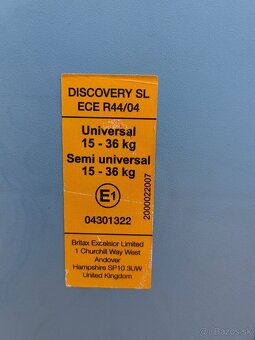 DISCOVERY SL
ECE R44/04
Universal
15 - 36 kg
Semi universal
15 - 36 kg
E1
04301322
2000022007
Britax Excelsior Limited
1 Churchill Way West
Andover
Hampshire SP10 3UW
United Kingdom
bazos.sk